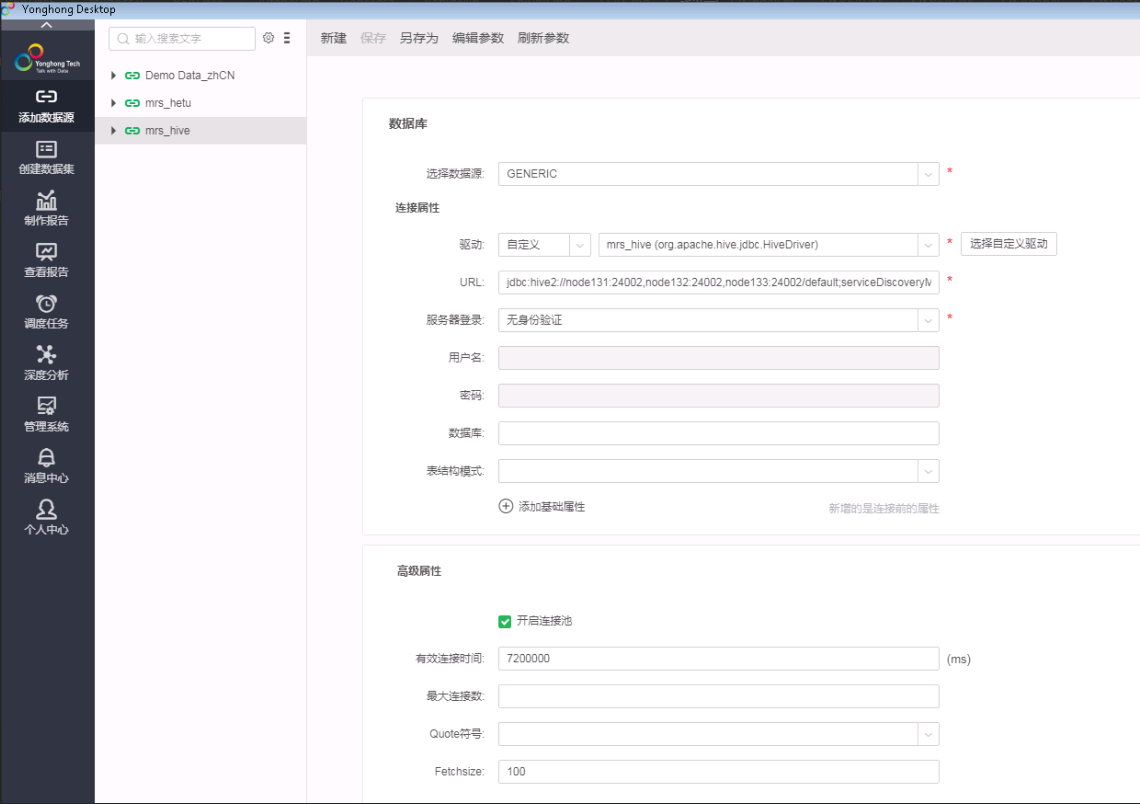 Yonghong Desktop
Yonghong Tech
Talk with Data
添加数据源
创建数据集
制作报告
查看报告
调度任务
深度分析
管理系统
消息中心
个人中心
输入搜索文字
Demo Data_zhCN
mrs_hetu
mrs_hive
新建 保存 另存为 编辑参数 刷新参数
数据库
选择数据源: GENERIC *
连接属性
驱动: 自定义 mrs_hive (org.apache.hive.jdbc.HiveDriver) * 选择自定义驱动
URL: jdbc:hive2://node131:24002,node132:24002,node133:24002/default;serviceDiscoveryM *
服务器登录: 无身份验证 *
用户名:
密码:
数据库:
表结构模式:
添加基础属性 新增的是连接前的属性
高级属性
开启连接池
有效连接时间: 7200000 (ms)
最大连接数:
Quote符号:
Fetchsize: 100